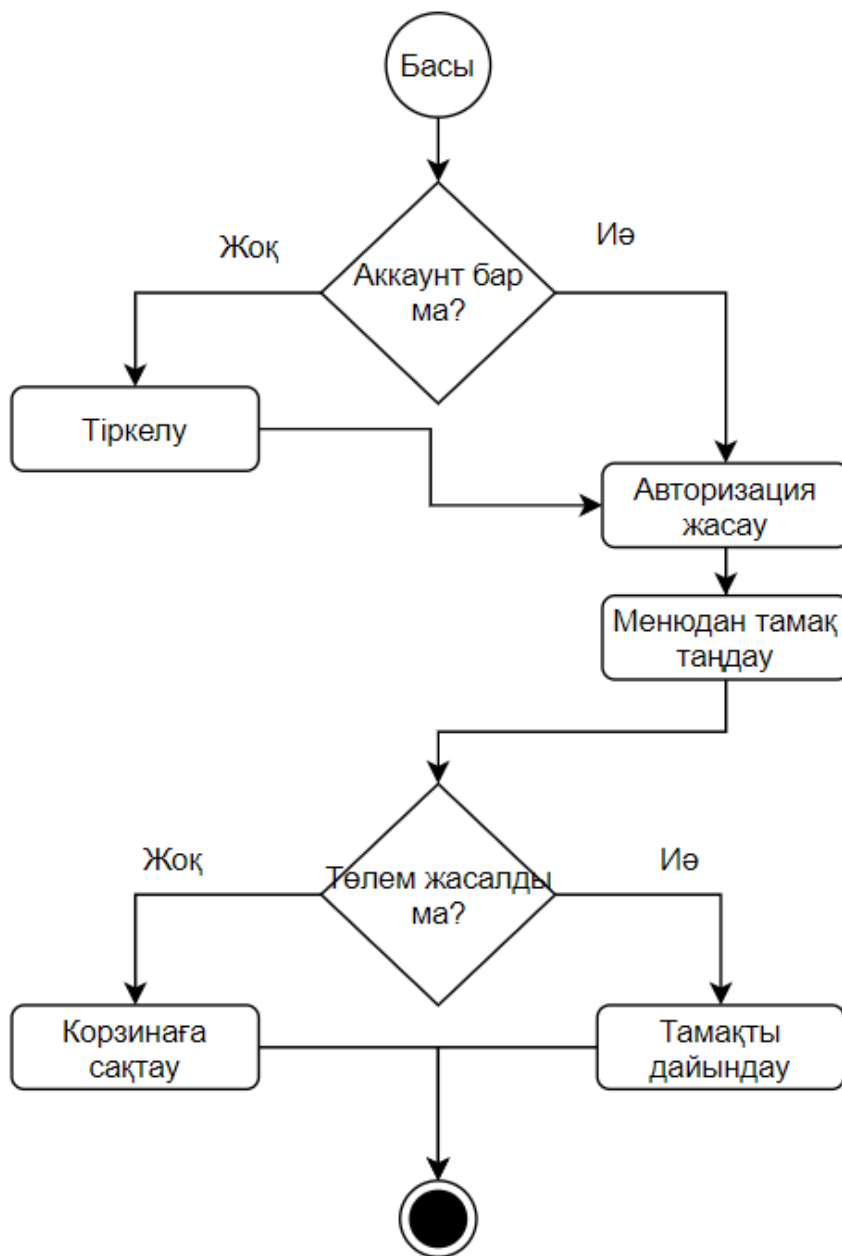 Басы
Жоқ
Иә
Аккаунт бар
ма?
Тіркелу
Авторизация
жасау
Менюдан тамақ
таңдау
Жоқ
Иә
Төлем жасалды
ма?
Корзинаға
сақтау
Тамақты
дайындау